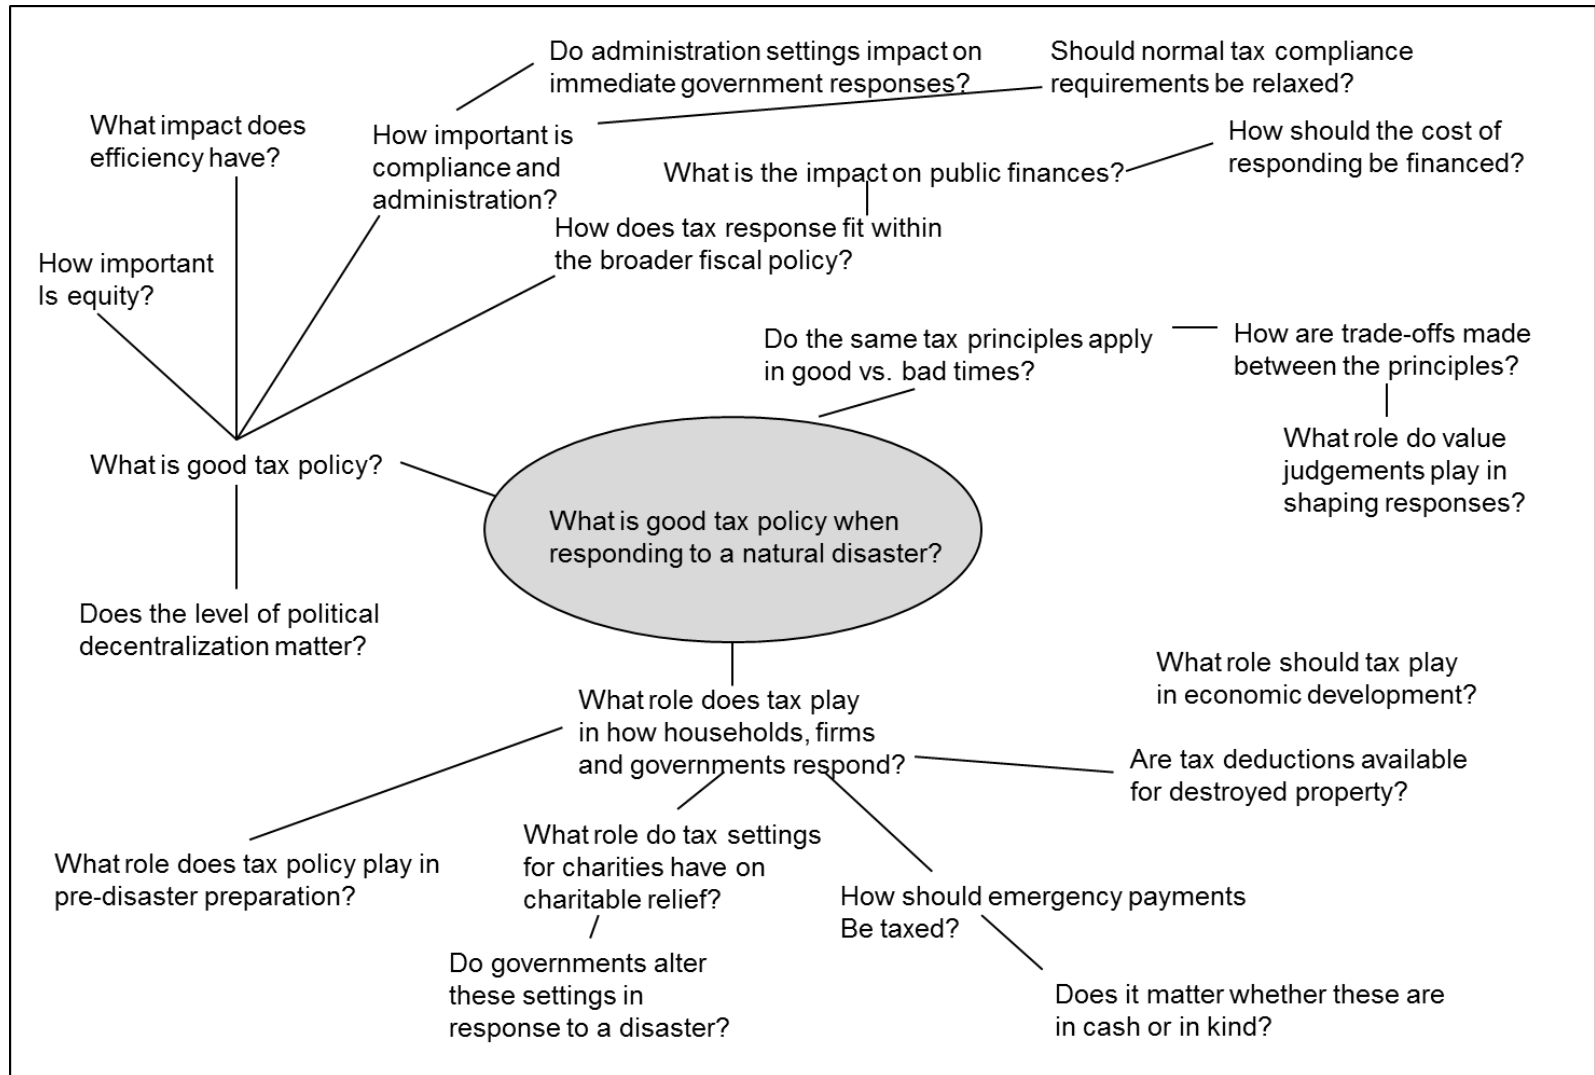 Do administration settings impact on
immediate government responses?
Should normal tax compliance
requirements be relaxed?
What impact does
efficiency have?
How important is
compliance and
administration?
How should the cost of
responding be financed?
What is the impact on public finances?
How does tax response fit within
the broader fiscal policy?
How important
Is equity?
Do the same tax principles apply
in good vs. bad times?
How are trade-offs made
between the principles?
What role do value
judgements play in
shaping responses?
What is good tax policy?
What is good tax policy when
responding to a natural disaster?
Does the level of political
decentralization matter?
What role should tax play
in economic development?
What role does tax play
in how households, firms
and governments respond?
Are tax deductions available
for destroyed property?
What role does tax policy play in
pre-disaster preparation?
What role do tax settings
for charities have on
charitable relief?
How should emergency payments
Be taxed?
Do governments alter
these settings in
response to a disaster?
Does it matter whether these are
in cash or in kind?